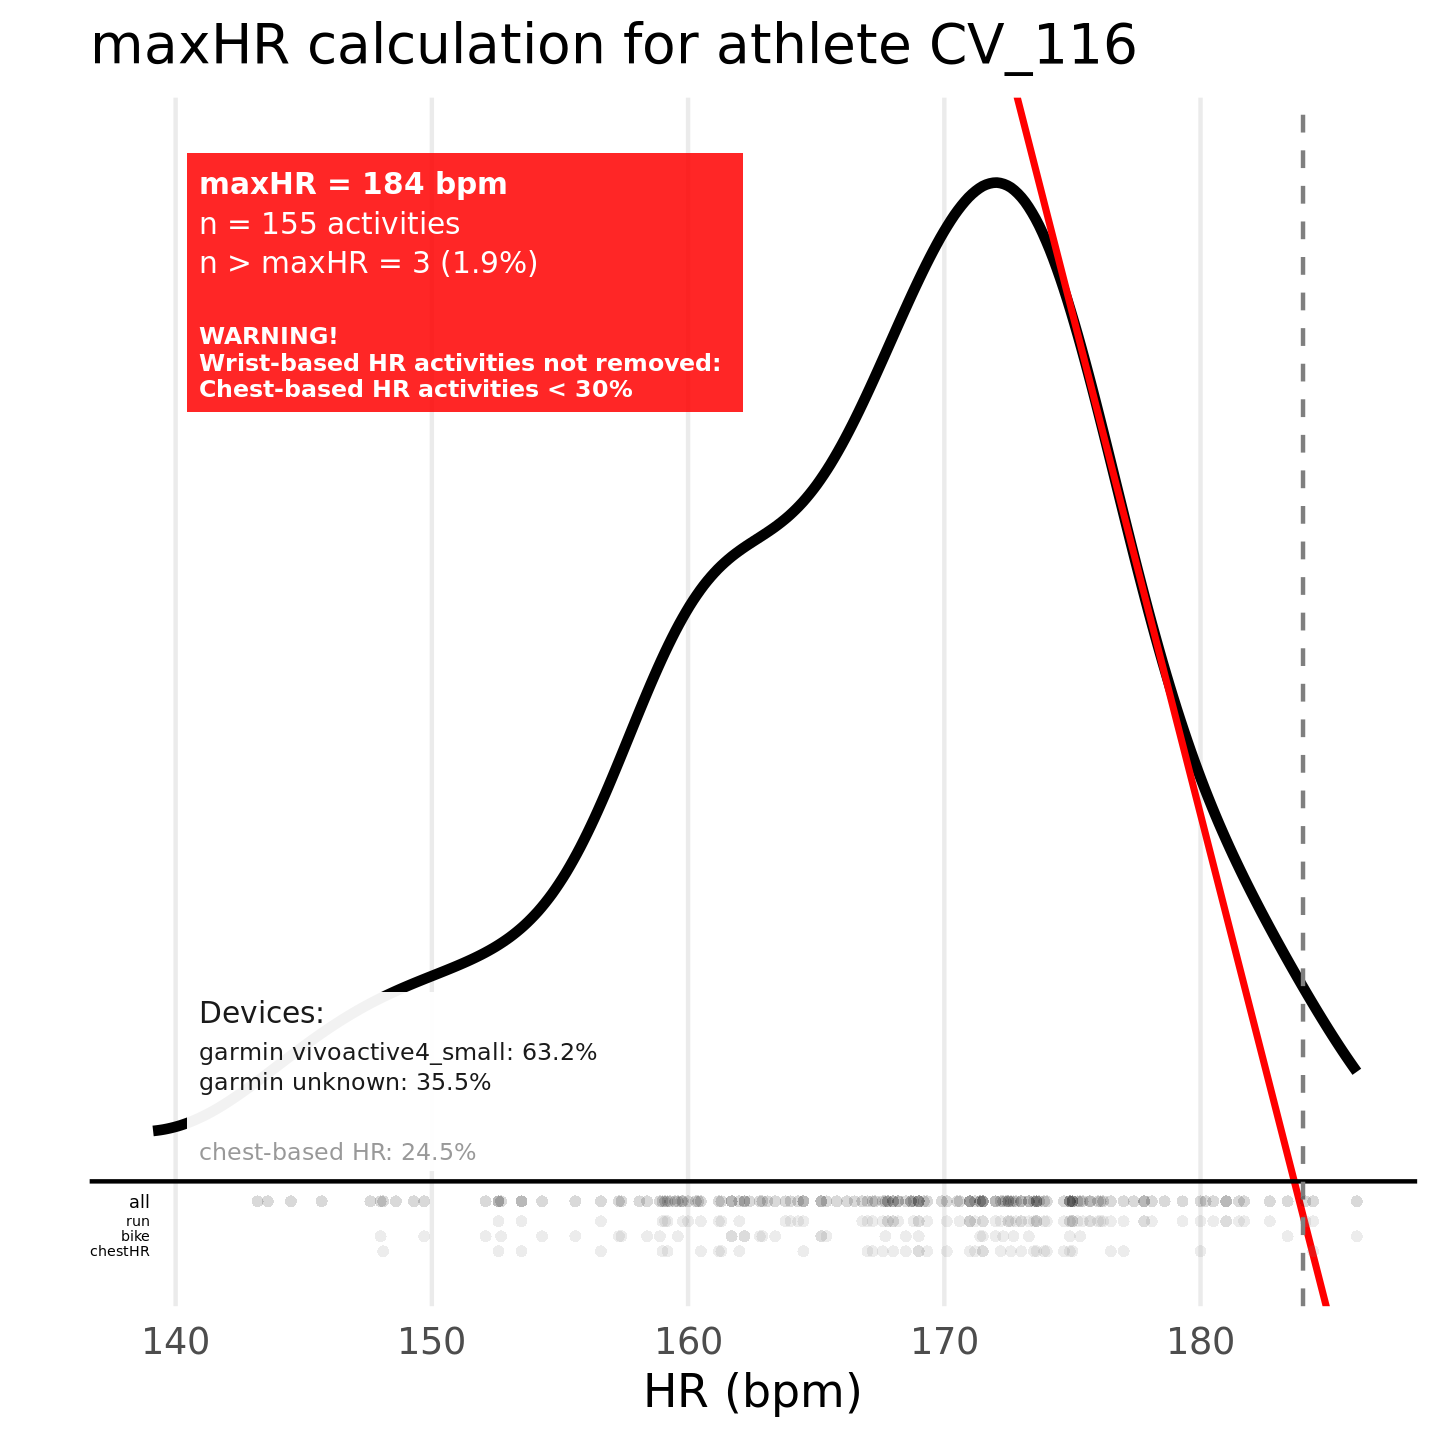 maxHR calculation for athlete CV_116
maxHR = 184 bpm
n = 155 activities
n > maxHR = 3 (1.9%)
WARNING!
Wrist-based HR activities not removed:
Chest-based HR activities < 30%
Devices:
garmin vivoactive4_small: 63.2%
garmin unknown: 35.5%
chest-based HR: 24.5%
all
run
bike
chestHR
140 150 160 170 180
HR (bpm)